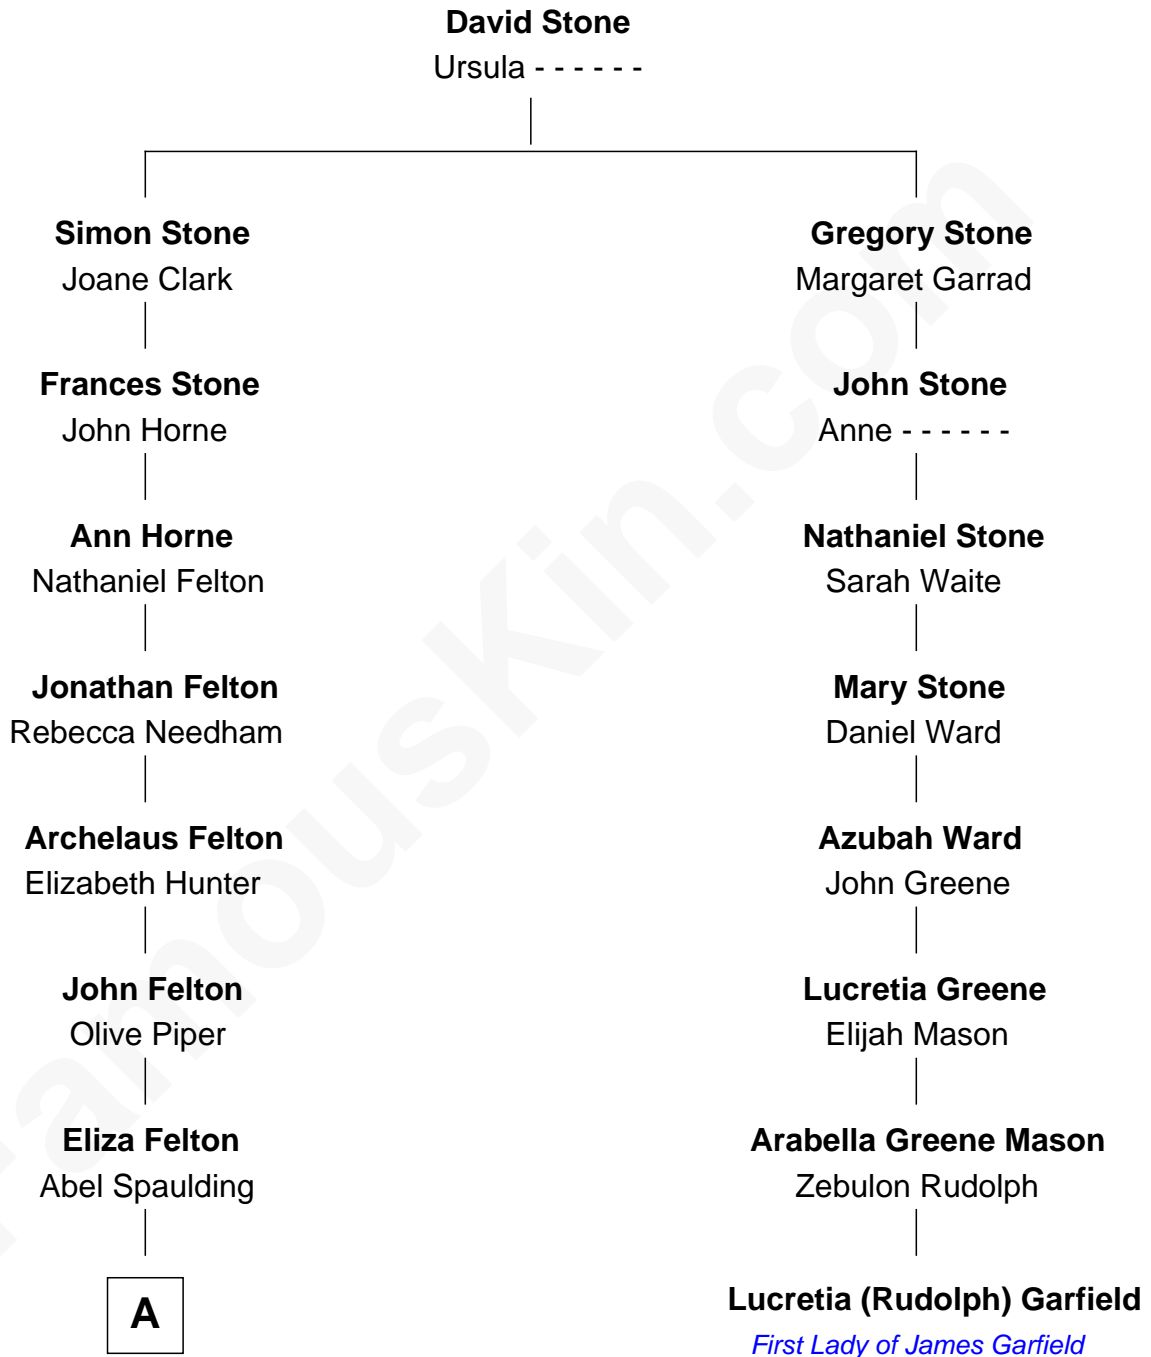 David Stone
Ursula - - - - - -
Simon Stone
Joane Clark
Gregory Stone
Margaret Garrad
Frances Stone
John Horne
John Stone
Anne - - - - - -
Ann Horne
Nathaniel Felton
Nathaniel Stone
Sarah Waite
Jonathan Felton
Rebecca Needham
Mary Stone
Daniel Ward
Archelaus Felton
Elizabeth Hunter
Azubah Ward
John Greene
John Felton
Olive Piper
Lucretia Greene
Elijah Mason
Eliza Felton
Abel Spaulding
Arabella Greene Mason
Zebulon Rudolph
A
Lucretia (Rudolph) Garfield
First Lady of James Garfield
FamousKin.com